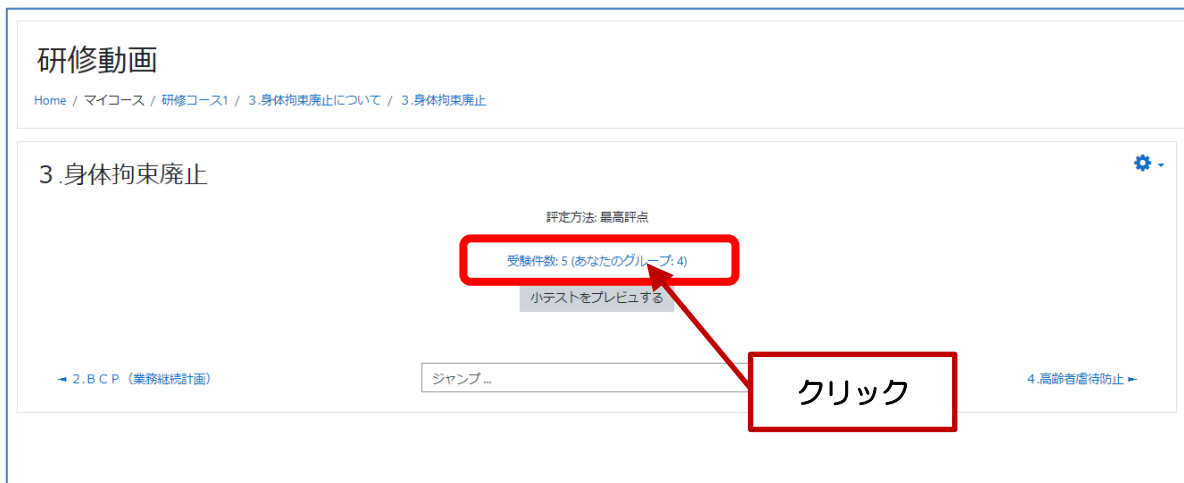 研修動画
Home / マイコース / 研修コース1 / 3.身体拘束廃止について / 3.身体拘束廃止
3.身体拘束廃止
評定方法: 最高評点
受験件数: 5 (あなたのグループ: 4)
小テストをプレビュする
◄ 2.BCP（業務継続計画）
ジャンプ...
4.高齢者虐待防止 ►
クリック